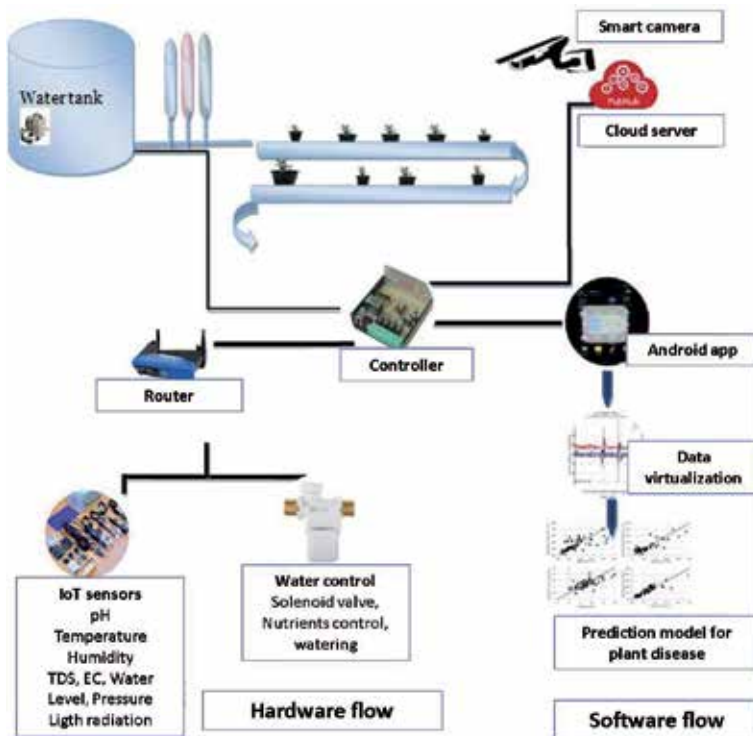 Smart camera
Watertank
PubNub
Cloud server
Controller
Android app
Router
Data
virtualization
IoT sensors
pH
Temperature
Humidity
TDS, EC, Water
Level, Pressure
Ligth radiation
Water control
Solenoid valve,
Nutrients control,
watering
Prediction model for
plant disease
Hardware flow
Software flow